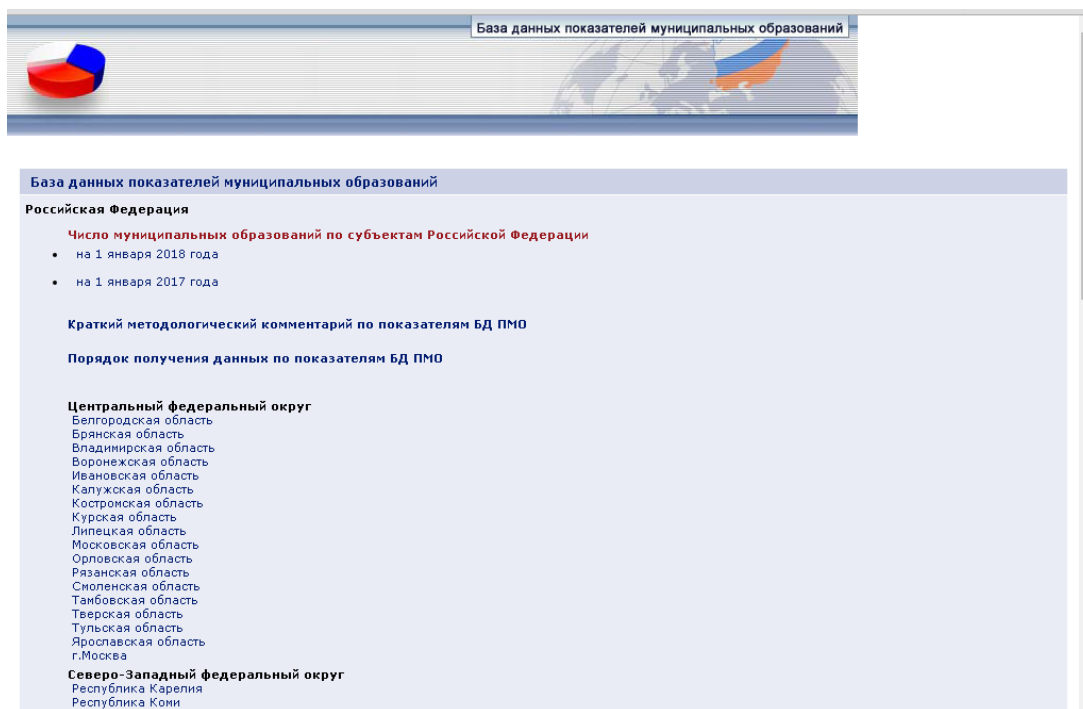 База данных показателей муниципальных образований
База данных показателей муниципальных образований
Российская Федерация
Число муниципальных образований по субъектам Российской Федерации
• на 1 января 2018 года
• на 1 января 2017 года
Краткий методологический комментарий по показателям БД ПМО
Порядок получения данных по показателям БД ПМО
Центральный федеральный округ
Белгородская область
Брянская область
Владимирская область
Воронежская область
Ивановская область
Калужская область
Костромская область
Курская область
Липецкая область
Московская область
Орловская область
Рязанская область
Смоленская область
Тамбовская область
Тверская область
Тульская область
Ярославская область
г.Москва
Северо-Западный федеральный округ
Республика Карелия
Республика Коми